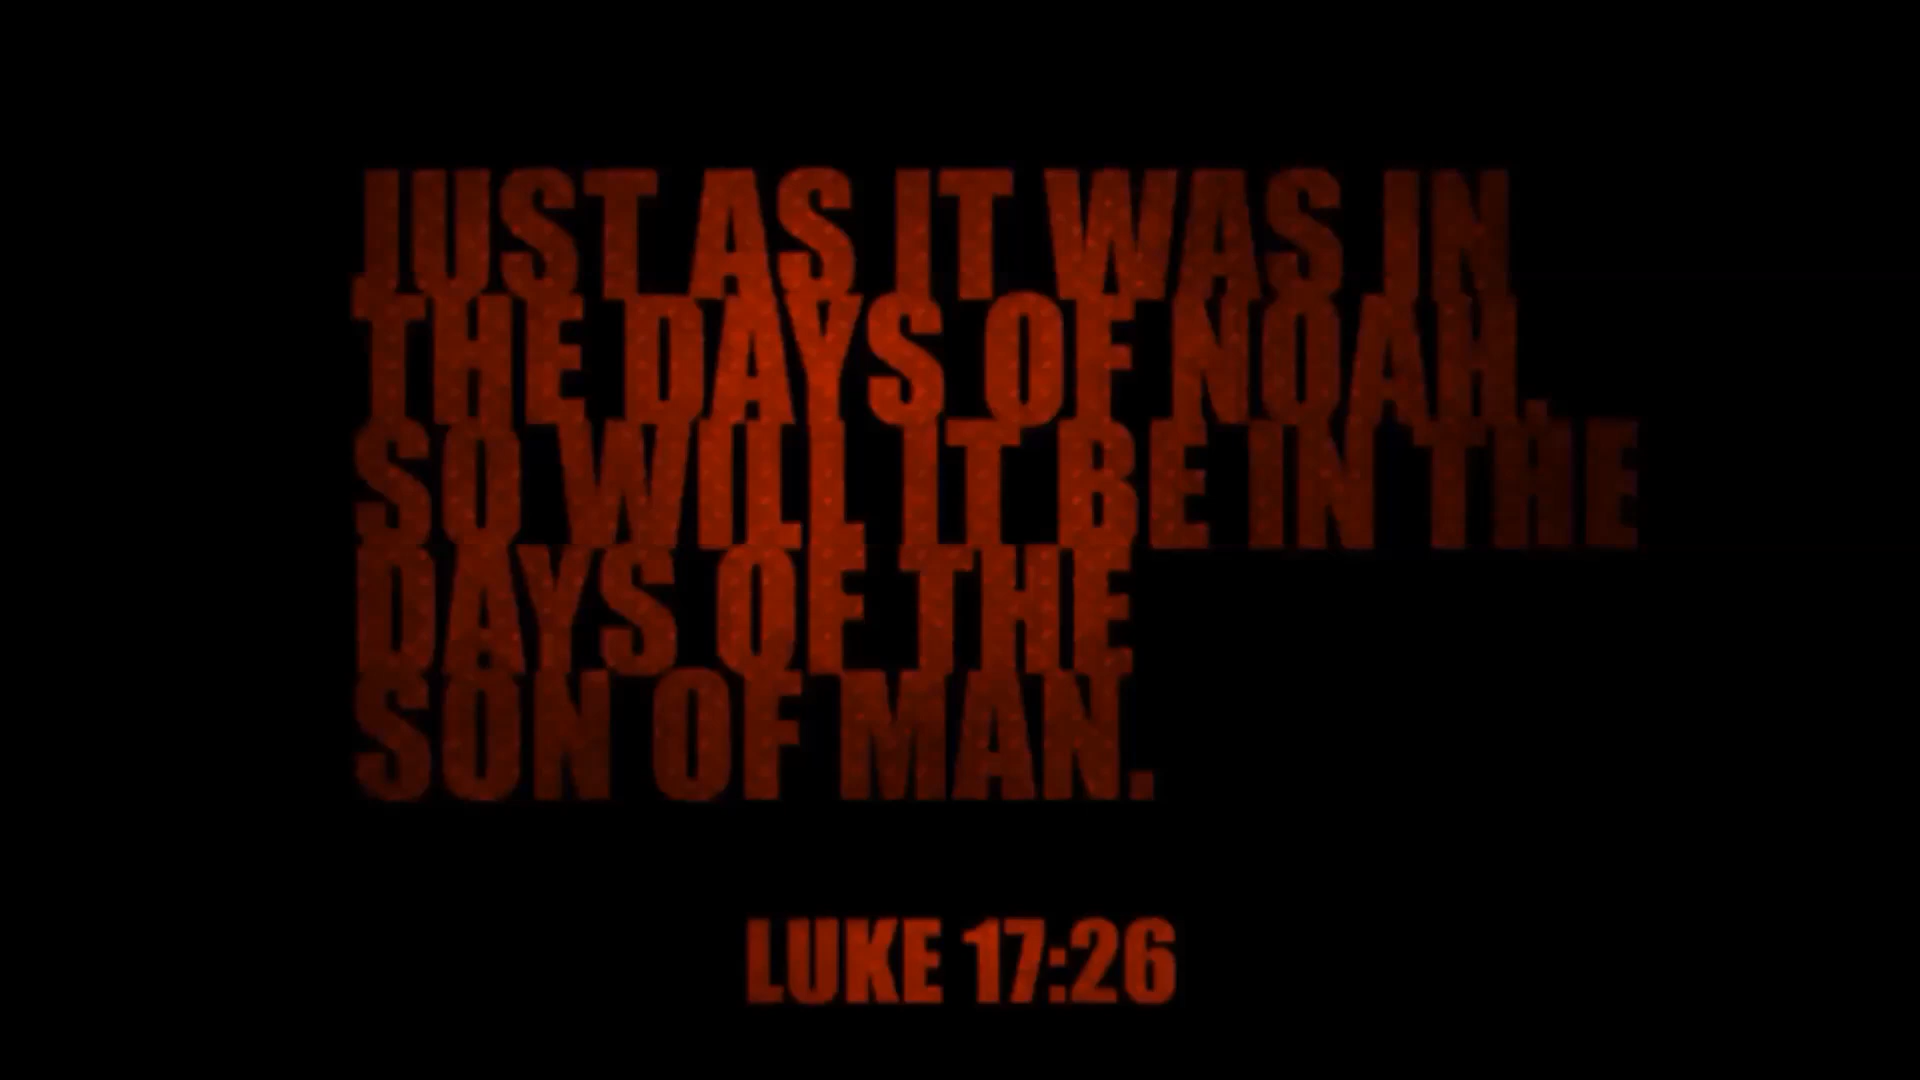 JUST AS IT WAS IN
THE DAYS OF NOAH,
SO WILL IT BE IN THE
DAYS OF THE
SON OF MAN.
LUKE 17:26